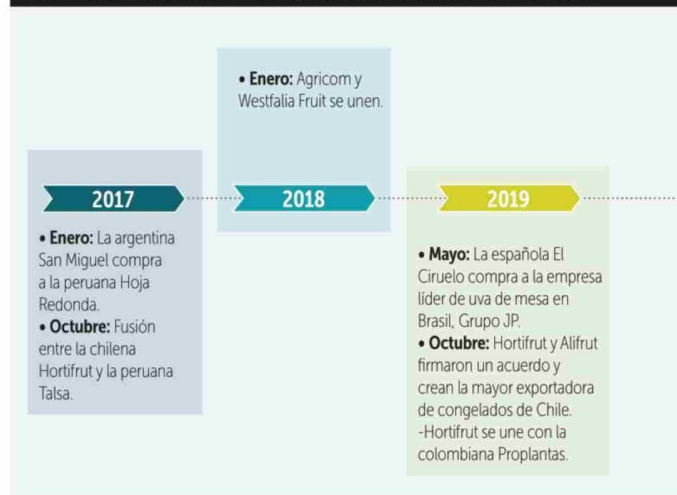 2017
• Enero: La argentina
San Miguel compra
a la peruana Hoja
Redonda.
• Octubre: Fusión
entre la chilena
Hortifrut y la peruana
Talsa.
• Enero: Agricom y
Westfalia Fruit se unen.
2018
2019
• Mayo: La española El
Ciruelo compra a la empresa
líder de uva de mesa en
Brasil, Grupo JP.
• Octubre: Hortifrut y Alifrut
firmaron un acuerdo y
crean la mayor exportadora
de congelados de Chile.
-Hortifrut se une con la
colombiana Proplantas.